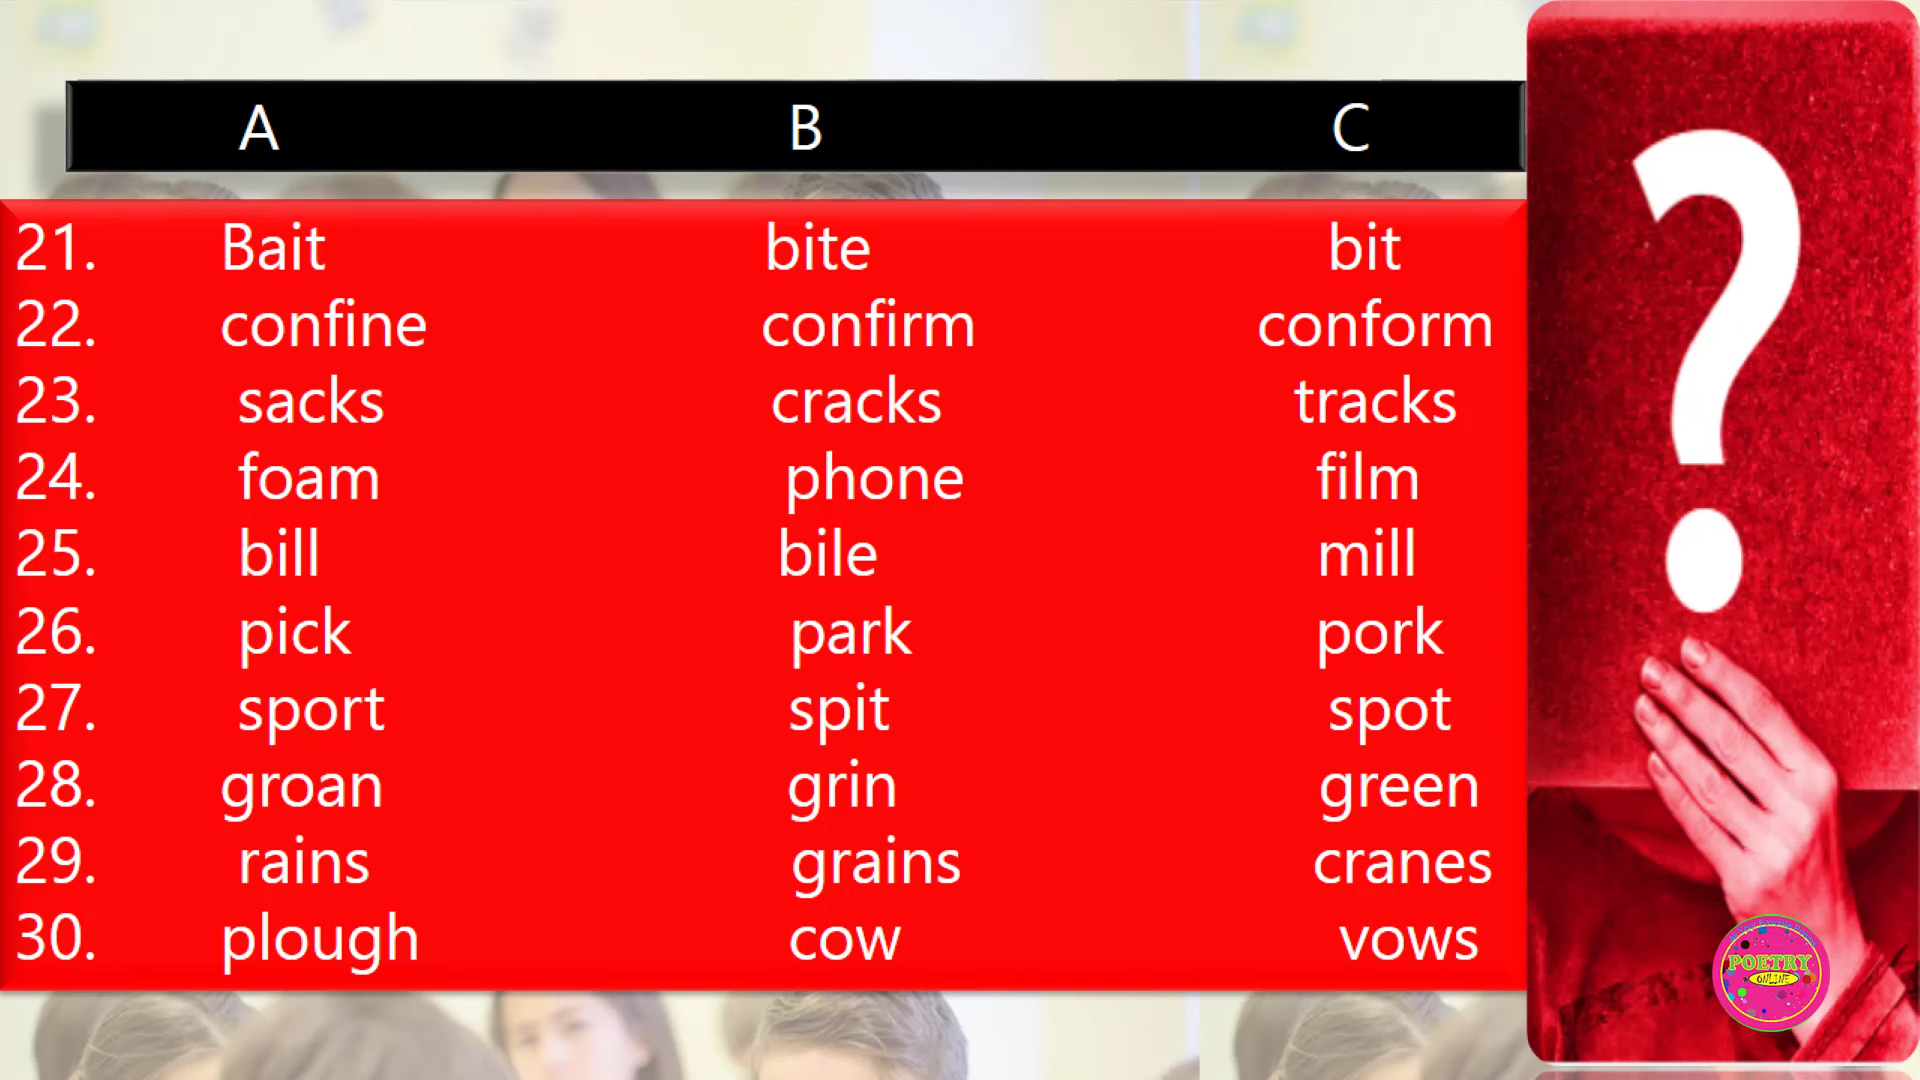 A B C
21. Bait bite bit
22. confine confirm conform
23. sacks cracks tracks
24. foam phone film
25. bill bile mill
26. pick park pork
27. sport spit spot
28. groan grin green
29. rains grains cranes
30. plough cow vows
POETRY
ONLINE